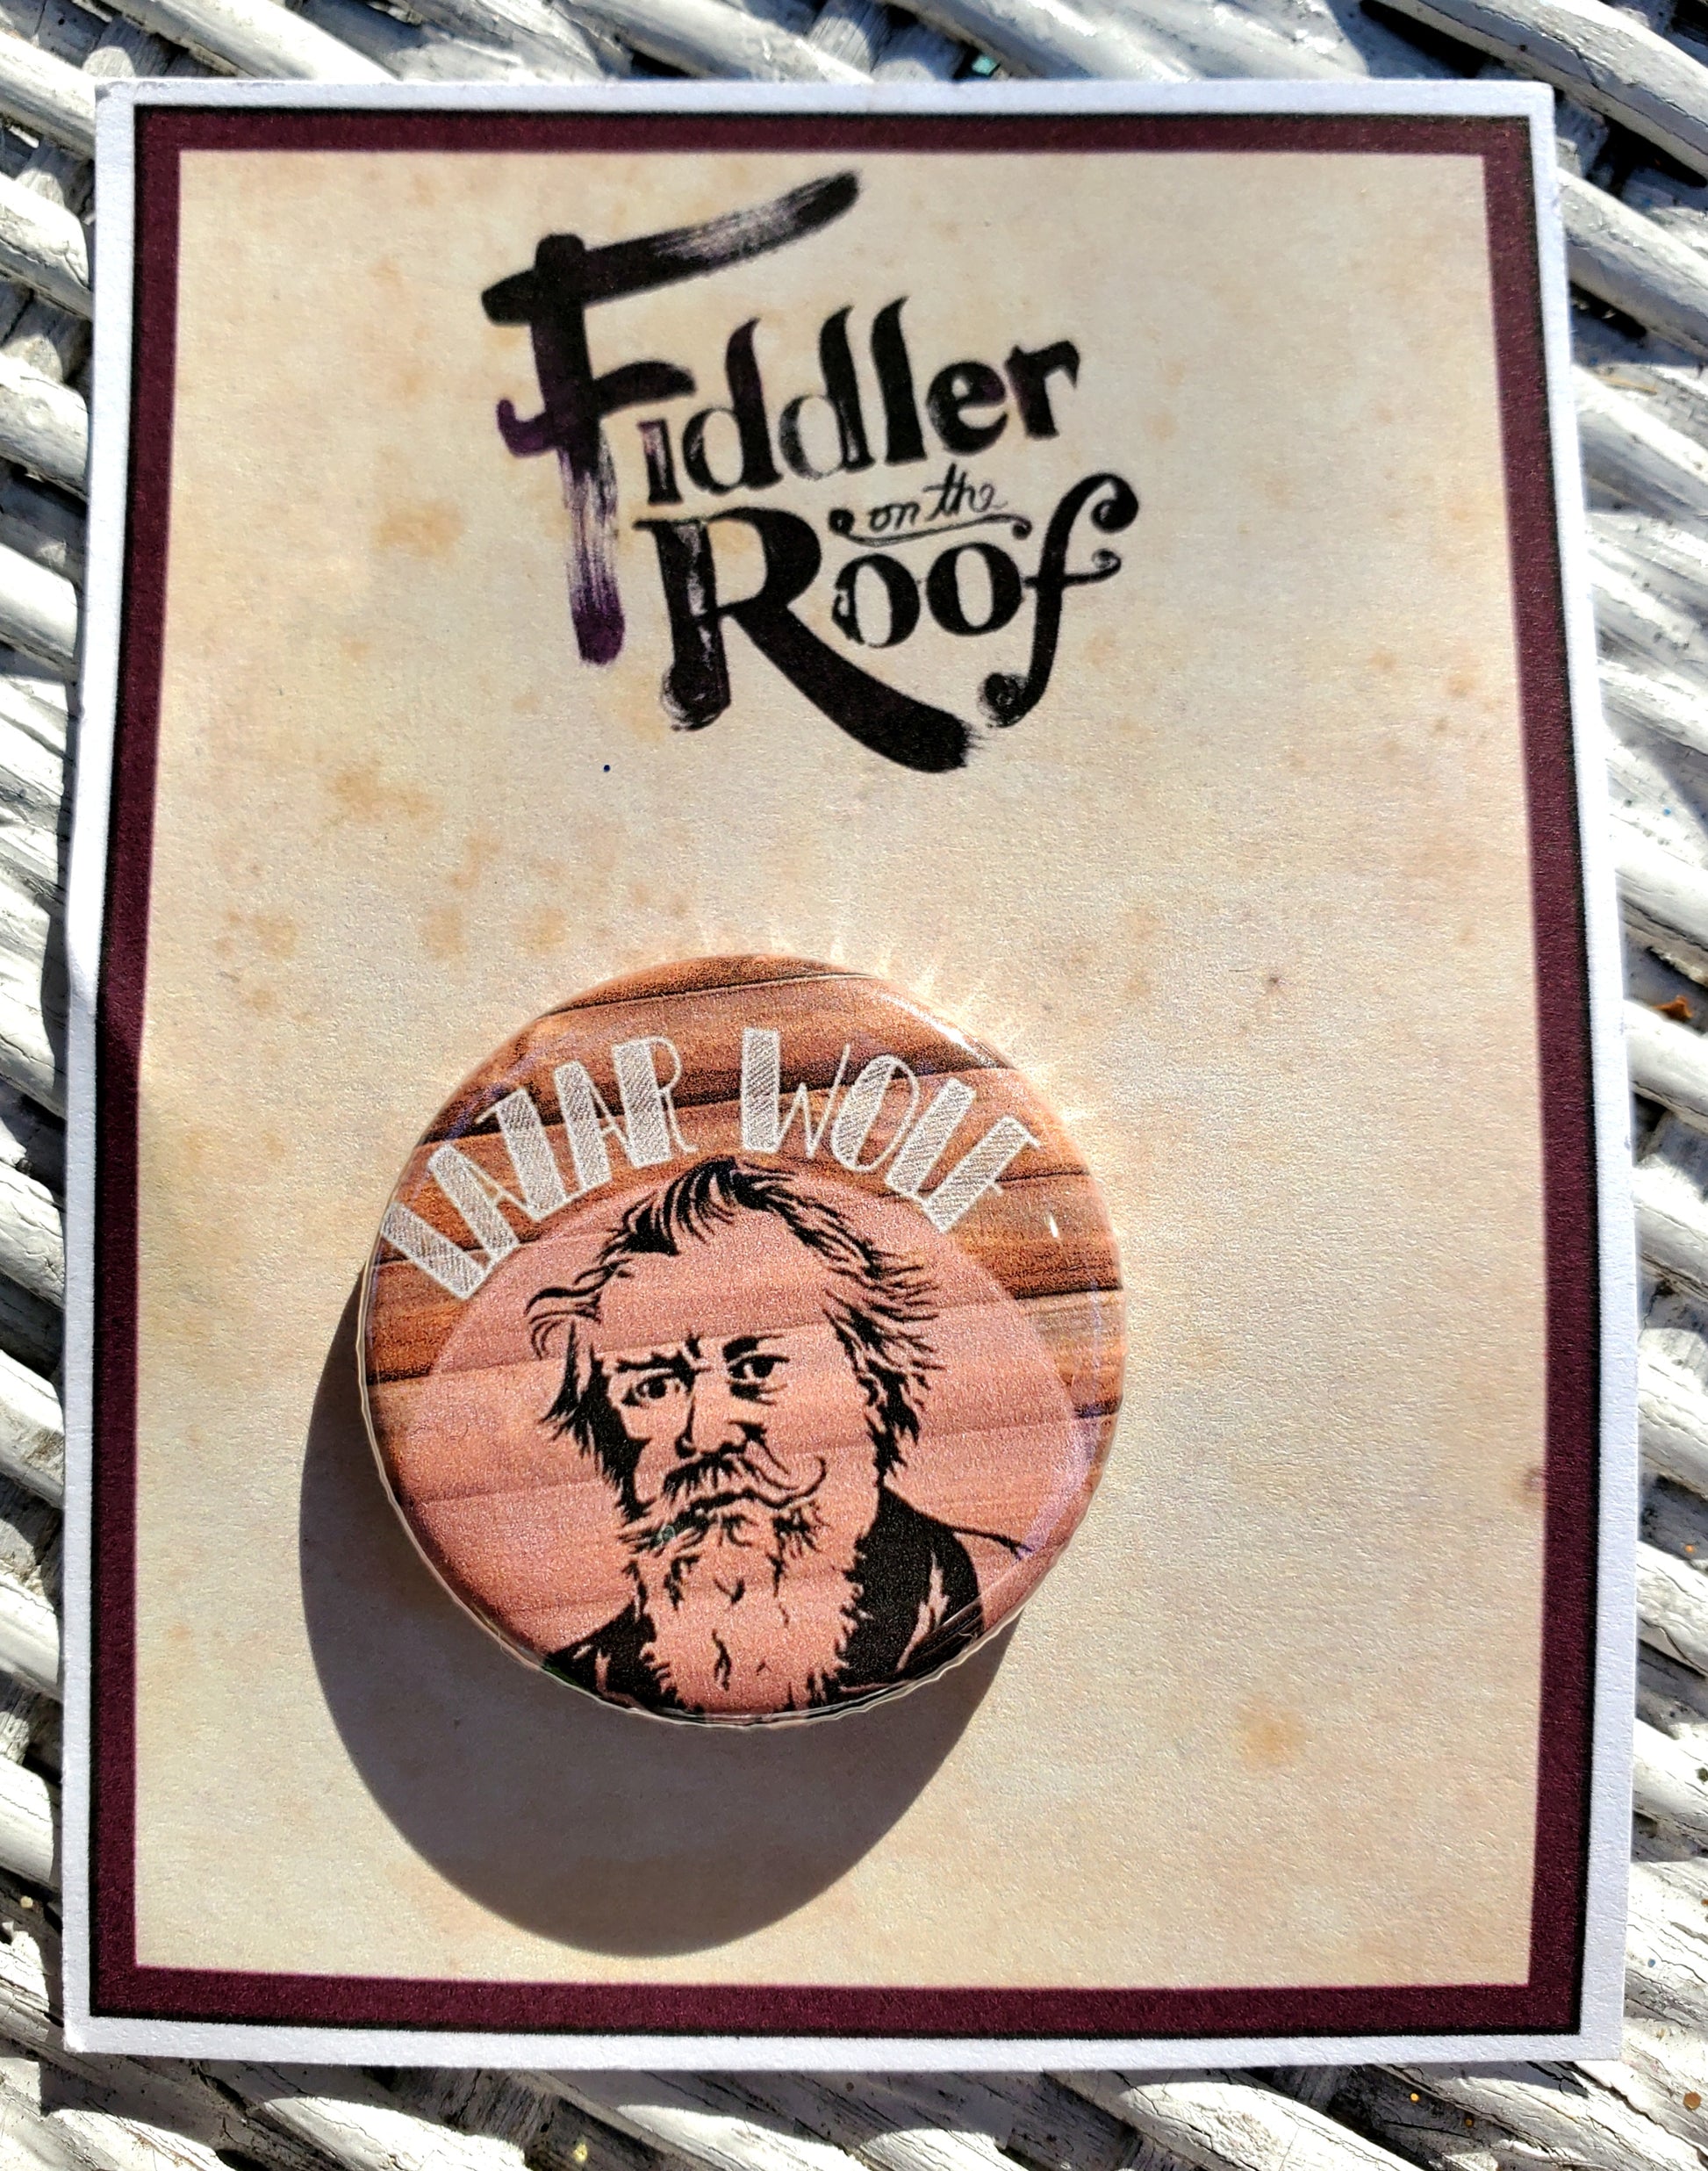 Fiddler
on the
Roof
LAZAR WOLF